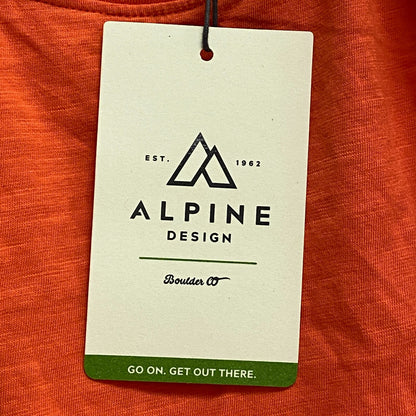 EST. 1962
ALPINE
DESIGN
Boulder CO
GO ON. GET OUT THERE.